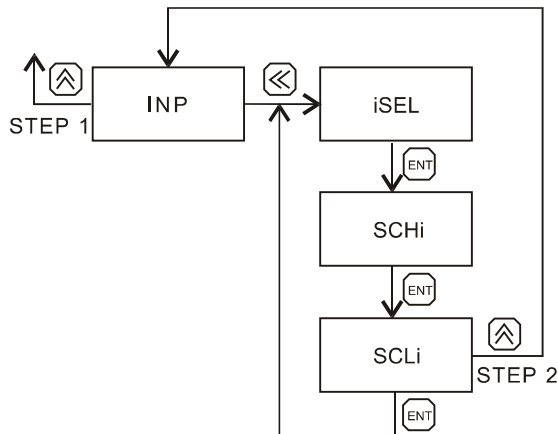 INP
iSEL
STEP 1
ENT
SCHi
ENT
SCLi
STEP 2
ENT